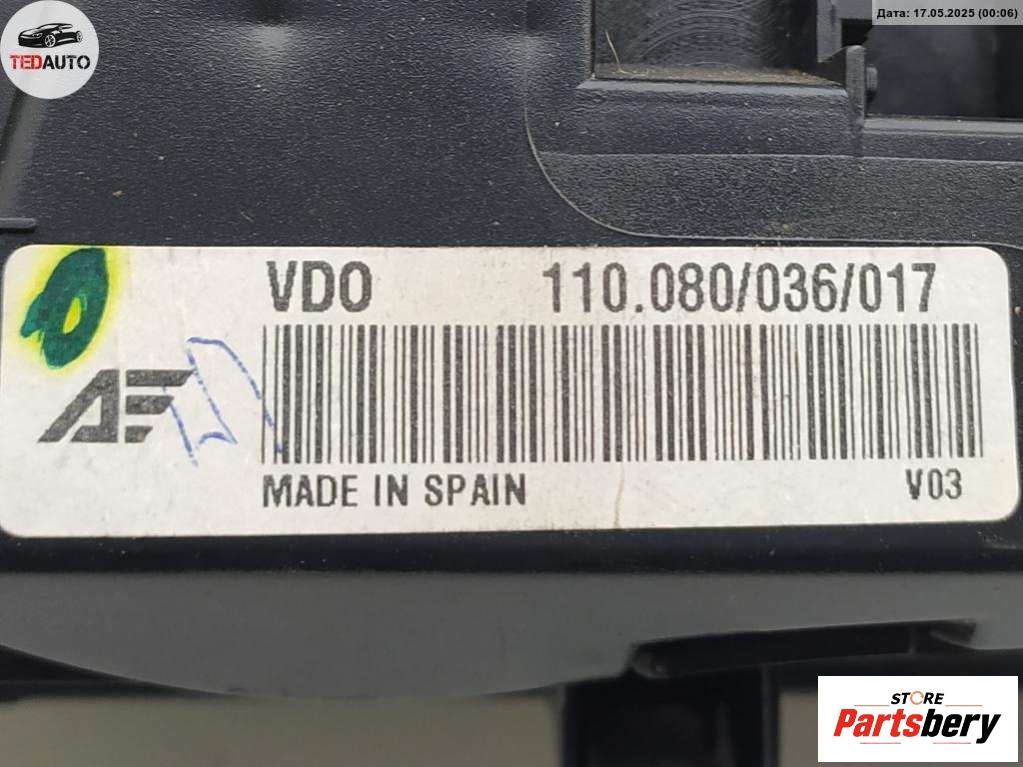 Дата: 17.05.2025 (00:06)
TEDAUTO
VDO 110.080/036/017
AF
MADE IN SPAIN V03
STORE
Partsbery